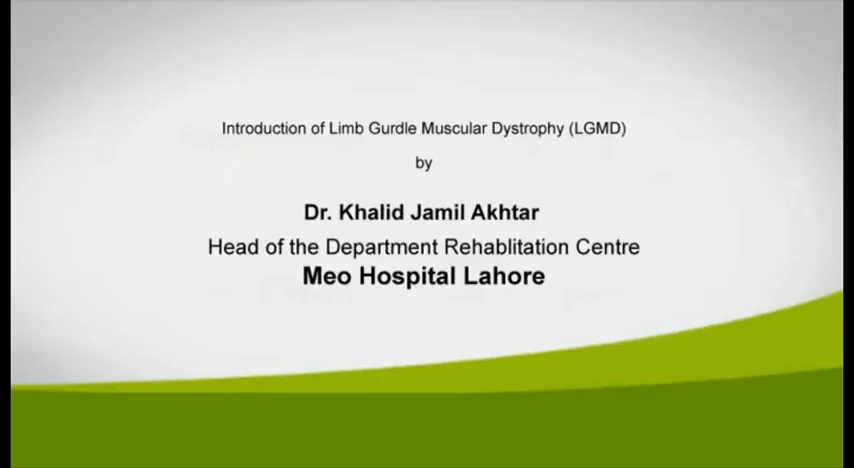 Introduction of Limb Gurdle Muscular Dystrophy (LGMD)
by
Dr. Khalid Jamil Akhtar
Head of the Department Rehablitation Centre
Meo Hospital Lahore